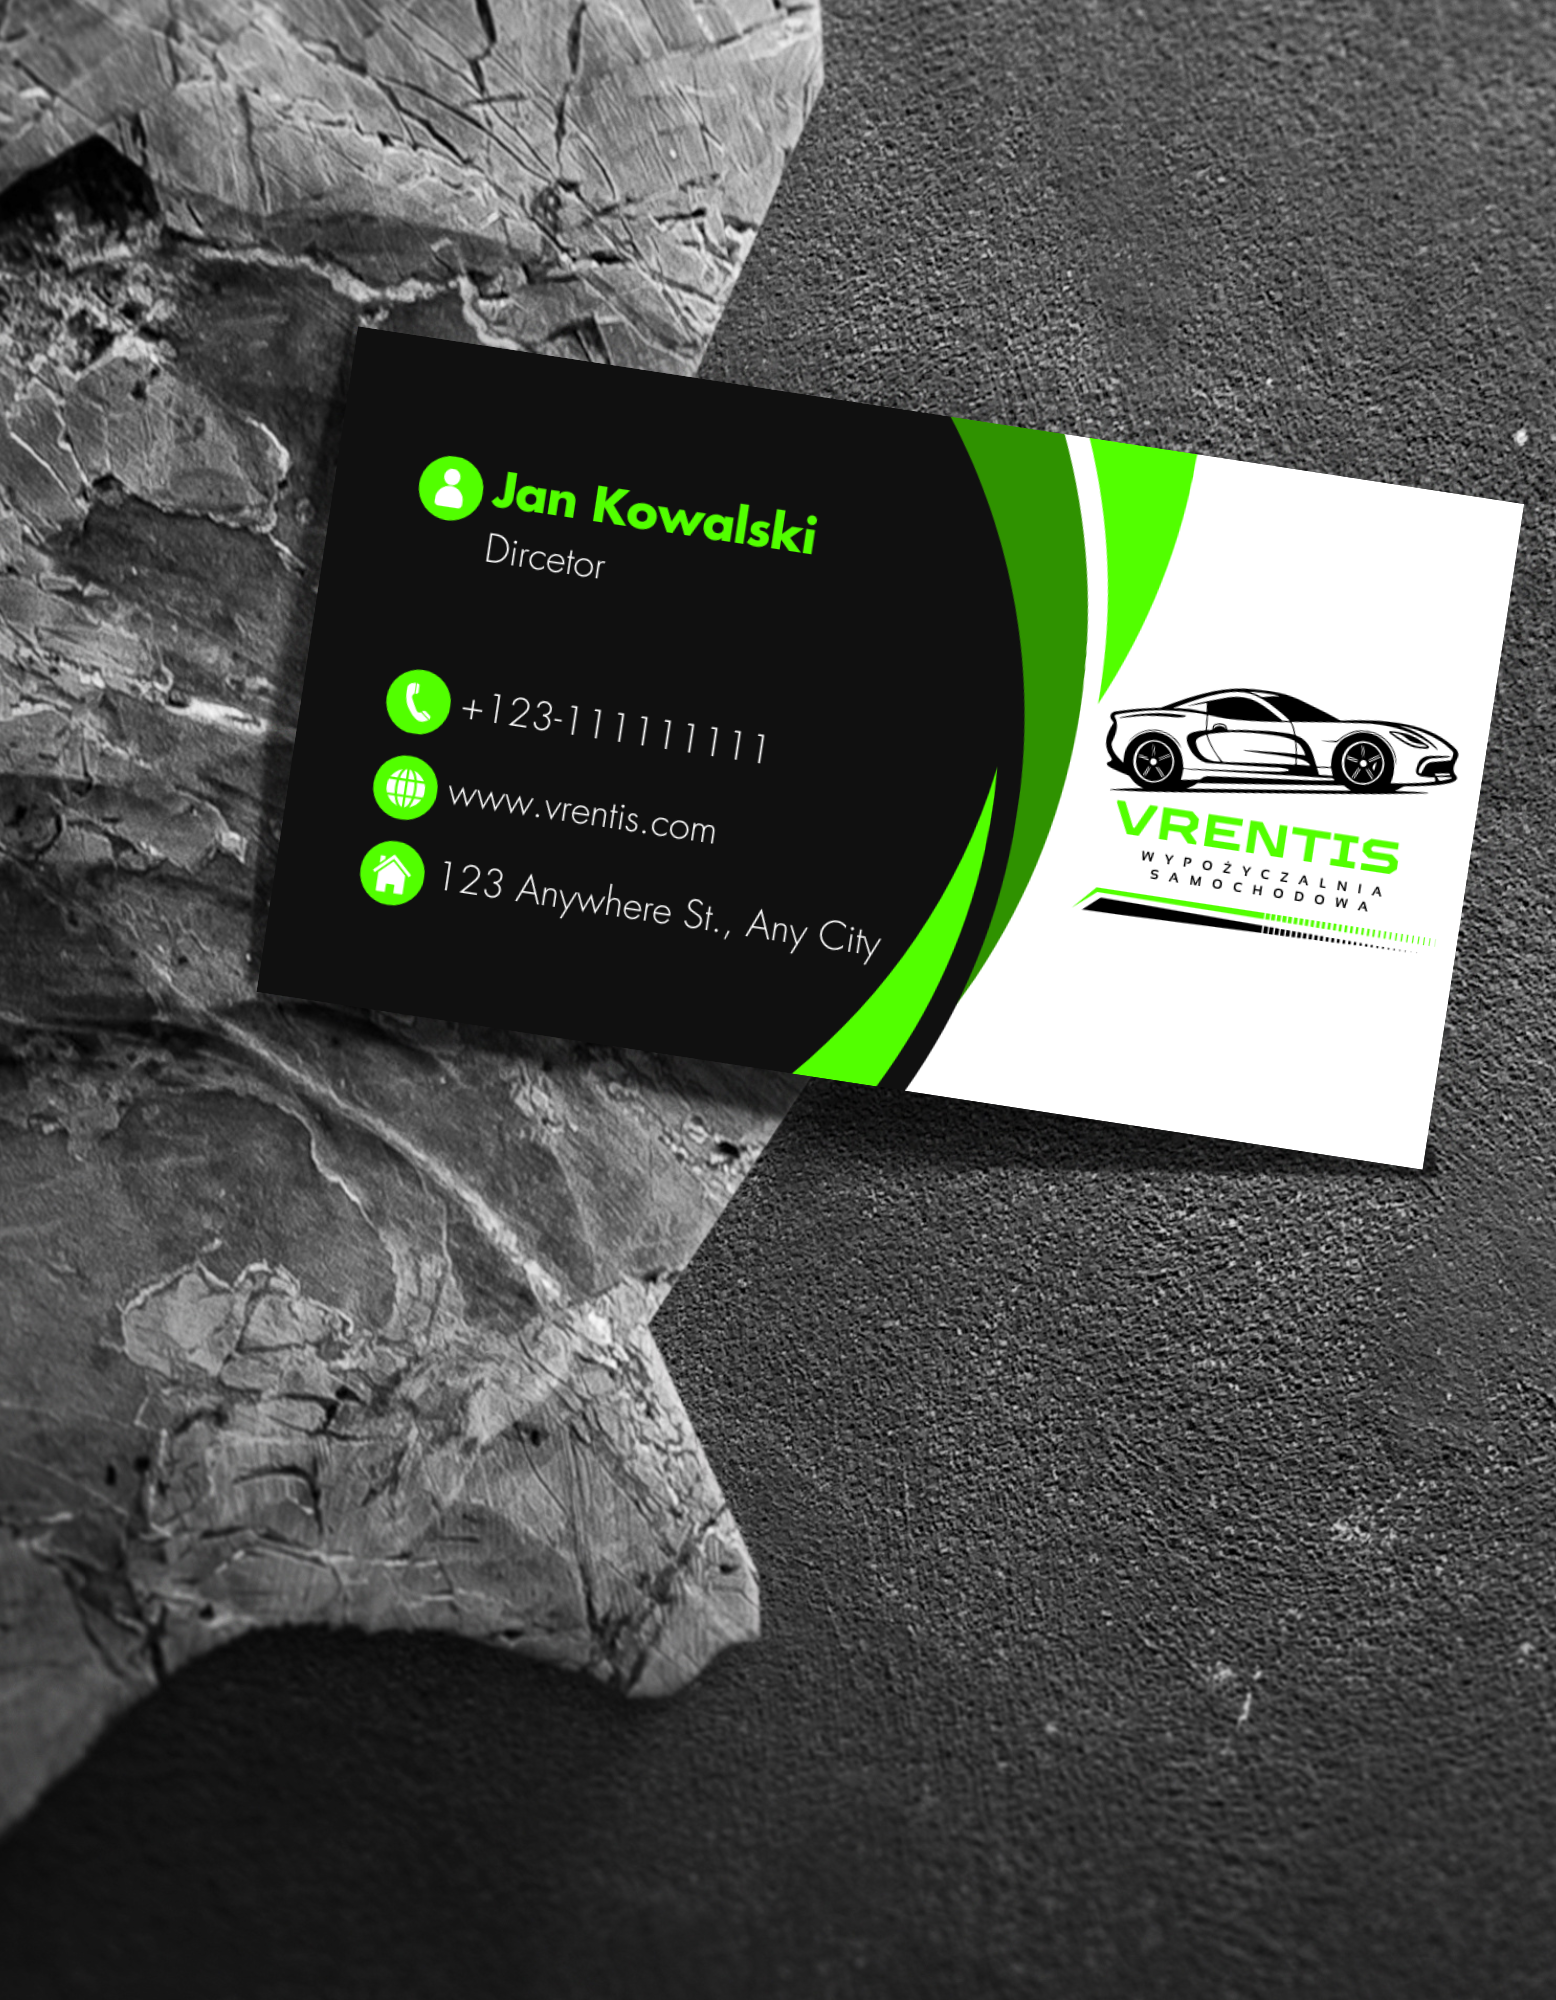 Jan Kowalski
Dircetor
+123-111111111
www.vrentis.com
123 Anywhere St., Any City
VRENTIS
WYPOŻYCZALNIA
SAMOCHODOWA